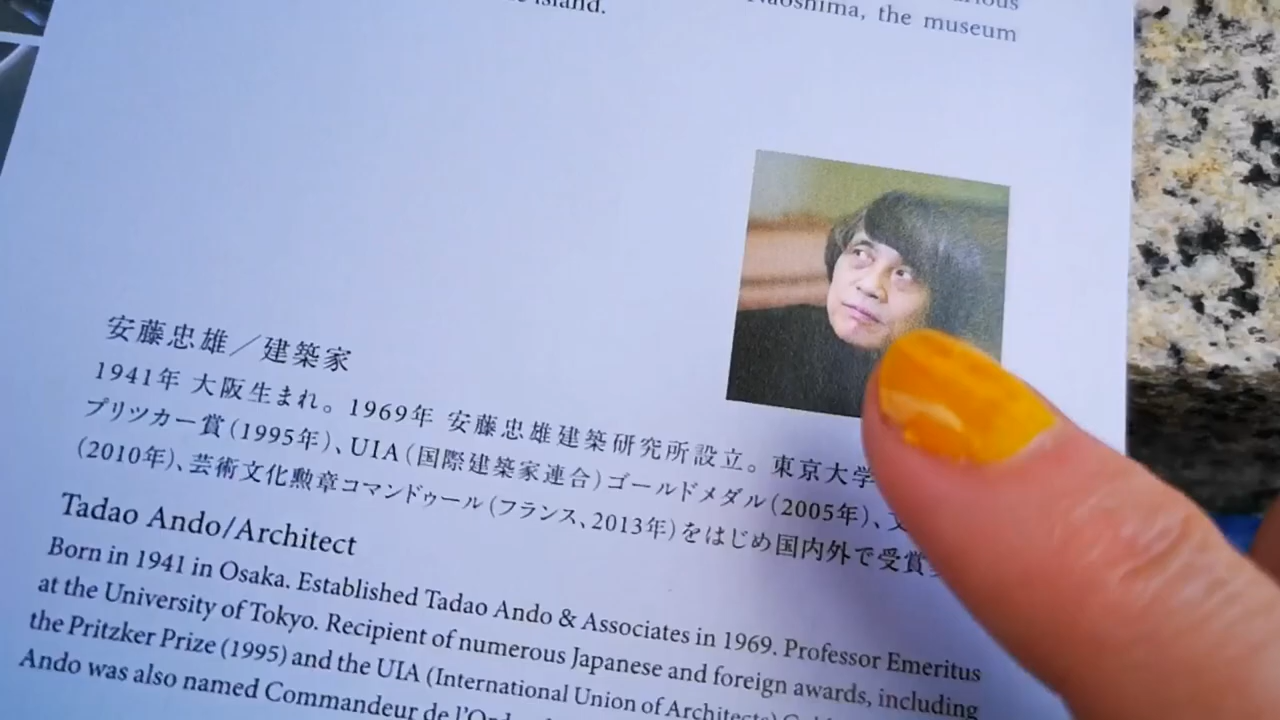 island.
Naoshima, the museum
安藤忠雄／建築家
1941年 大阪生まれ。1969年 安藤忠雄建築研究所設立。東京大学
プリツカー賞(1995年)、UIA(国際建築家連合)ゴールドメダル(2005年)、文
(2010年)、芸術文化勲章コマンドゥール(フランス、2013年)をはじめ国内外で受賞
Tadao Ando/Architect
Born in 1941 in Osaka. Established Tadao Ando & Associates in 1969. Professor Emeritus
at the University of Tokyo. Recipient of numerous Japanese and foreign awards, including
the Pritzker Prize (1995) and the UIA (International Union of Architects)
Ando was also named Commandeur de